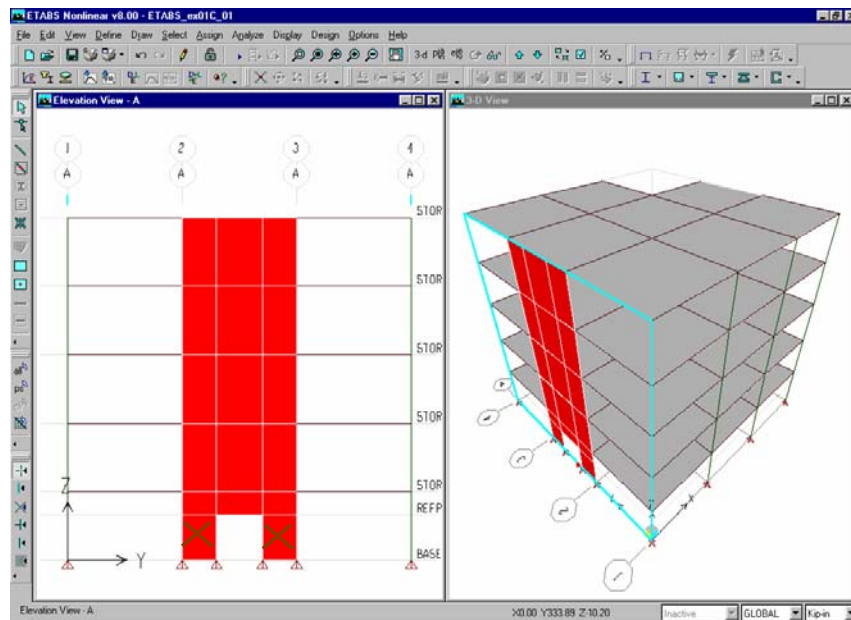 ETABS Nonlinear v8.00 - ETABS_ex01C_01
File Edit View Define Draw Select Assign Analyze Display Design Options Help
3-d
Elevation View - A
3-D View
1 2 3 4
A A A A
STOR
STOR
STOR
STOR
STOR
REFP
BASE
Z
Y
Elevation View - A
X0.00 Y333.89 Z-10.20
Inactive
GLOBAL
Kip-in